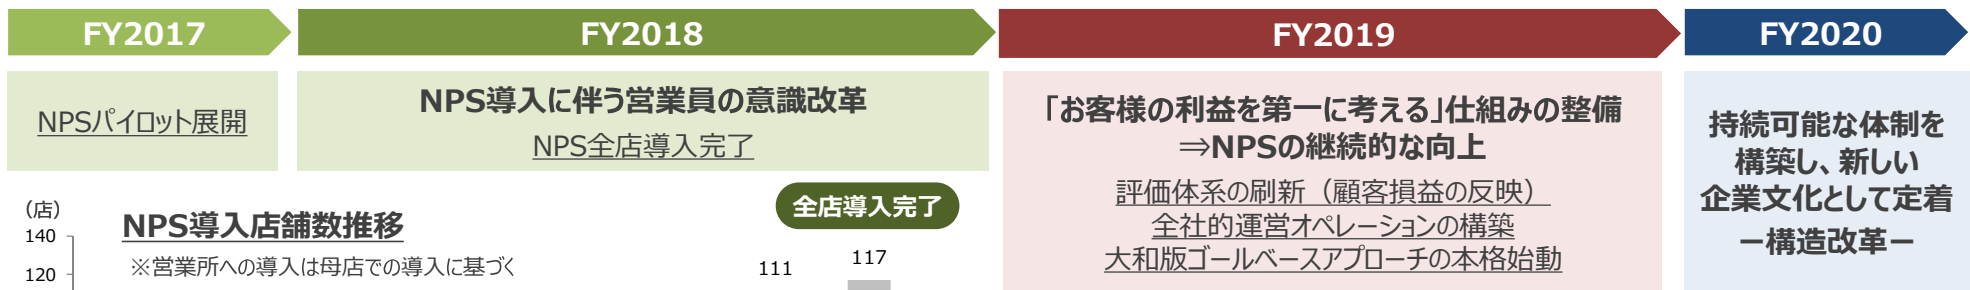 FY2017
FY2018
FY2019
FY2020
NPSパイロット展開
NPS導入に伴う営業員の意識改革
NPS全店導入完了
「お客様の利益を第一に考える」仕組みの整備
⇒NPSの継続的な向上
評価体系の刷新（顧客損益の反映）
全社的運営オペレーションの構築
大和版ゴールベースアプローチの本格始動
持続可能な体制を
構築し、新しい
企業文化として定着
ー構造改革ー
（店）
NPS導入店舗数推移
全店導入完了
140
※営業所への導入は母店での導入に基づく
120
111
117